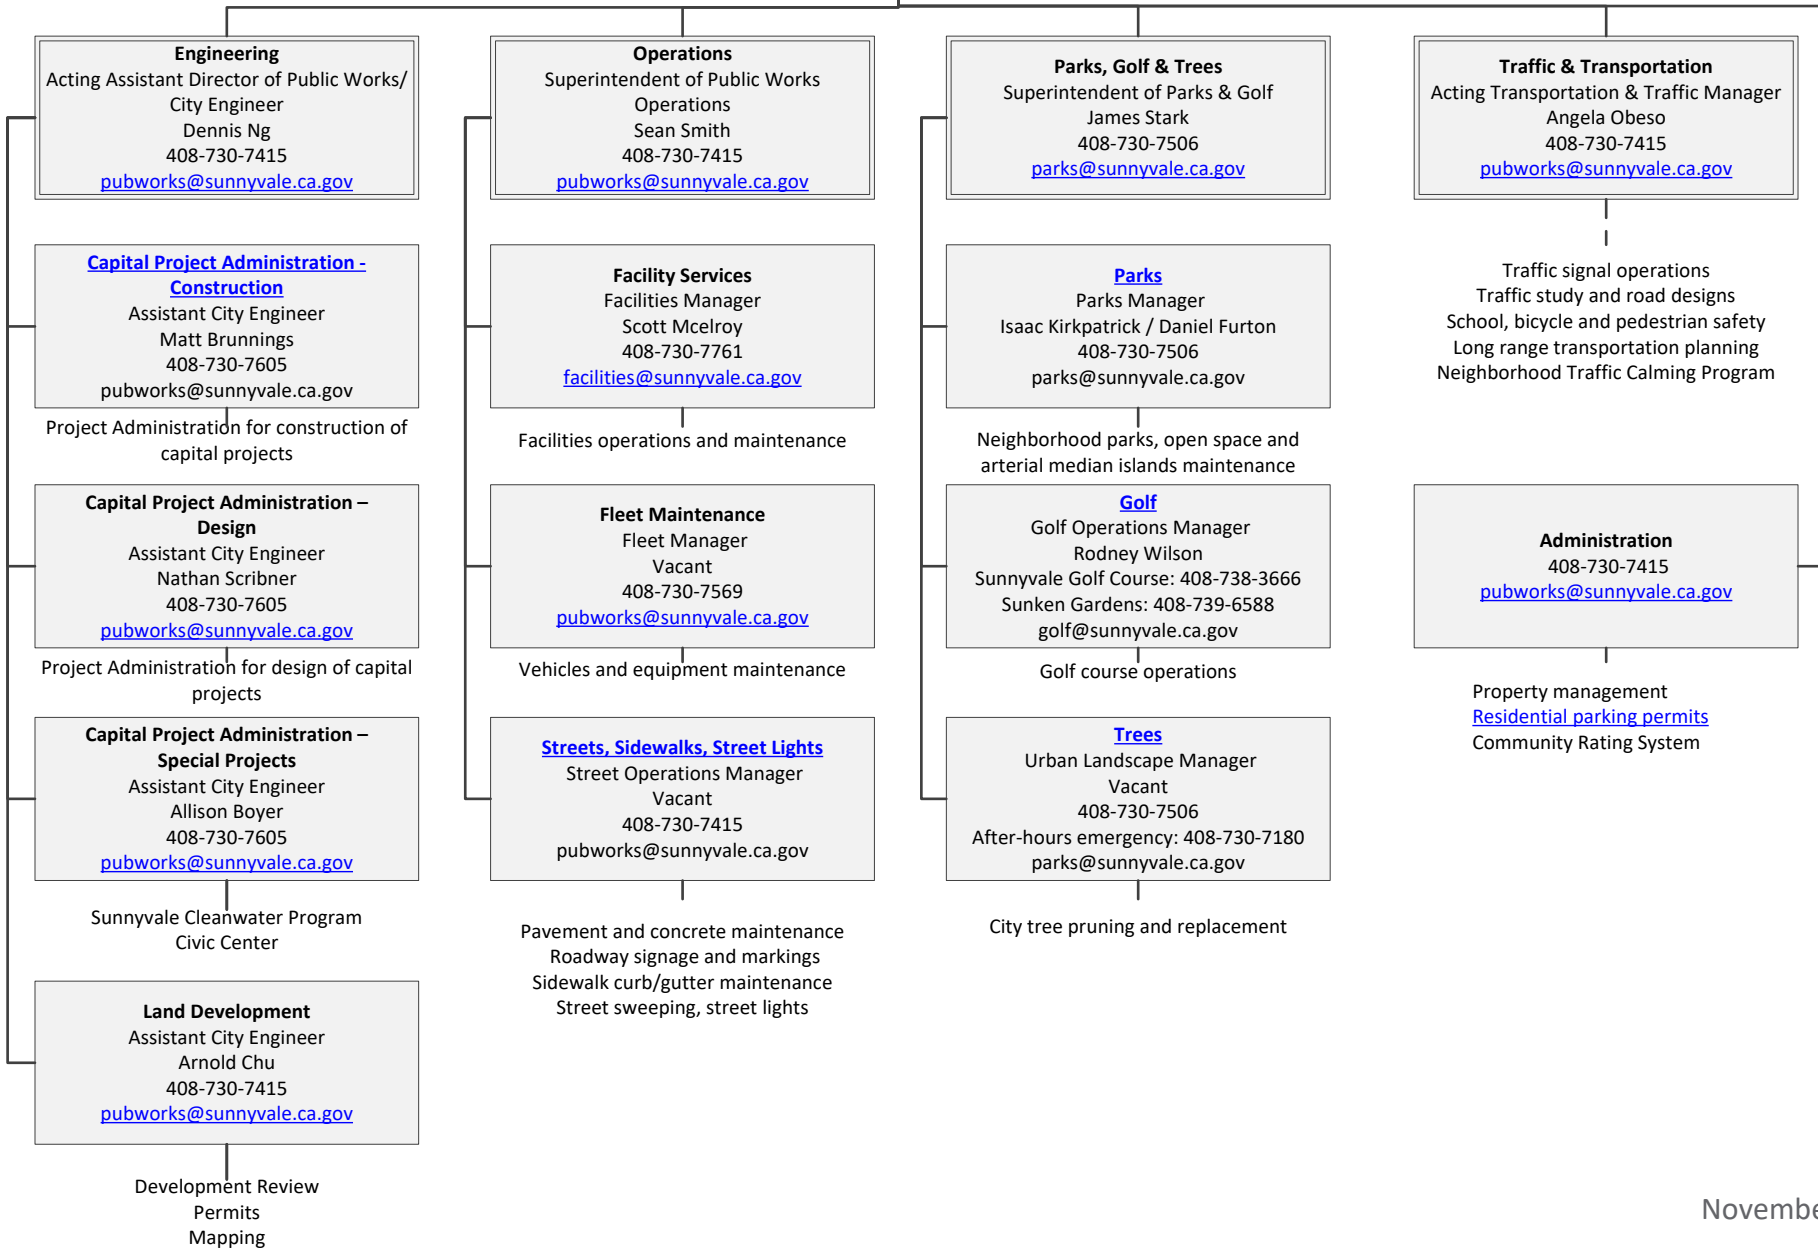 Engineering
Acting Assistant Director of Public Works/
City Engineer
Dennis Ng
408-730-7415
pubworks@sunnyvale.ca.gov
Capital Project Administration -
Construction
Assistant City Engineer
Matt Brunnings
408-730-7605
pubworks@sunnyvale.ca.gov
Project Administration for construction of
capital projects
Capital Project Administration –
Design
Assistant City Engineer
Nathan Scribner
408-730-7605
pubworks@sunnyvale.ca.gov
Project Administration for design of capital
projects
Capital Project Administration –
Special Projects
Assistant City Engineer
Allison Boyer
408-730-7605
pubworks@sunnyvale.ca.gov
Sunnyvale Cleanwater Program
Civic Center
Land Development
Assistant City Engineer
Arnold Chu
408-730-7415
pubworks@sunnyvale.ca.gov
Development Review
Permits
Mapping
Operations
Superintendent of Public Works
Operations
Sean Smith
408-730-7415
pubworks@sunnyvale.ca.gov
Facility Services
Facilities Manager
Scott Mcelroy
408-730-7761
facilities@sunnyvale.ca.gov
Facilities operations and maintenance
Fleet Maintenance
Fleet Manager
Vacant
408-730-7569
pubworks@sunnyvale.ca.gov
Vehicles and equipment maintenance
Streets, Sidewalks, Street Lights
Street Operations Manager
Vacant
408-730-7415
pubworks@sunnyvale.ca.gov
Pavement and concrete maintenance
Roadway signage and markings
Sidewalk curb/gutter maintenance
Street sweeping, street lights
Parks, Golf & Trees
Superintendent of Parks & Golf
James Stark
408-730-7506
parks@sunnyvale.ca.gov
Parks
Parks Manager
Isaac Kirkpatrick / Daniel Furton
408-730-7506
parks@sunnyvale.ca.gov
Neighborhood parks, open space and
arterial median islands maintenance
Golf
Golf Operations Manager
Rodney Wilson
Sunnyvale Golf Course: 408-738-3666
Sunken Gardens: 408-739-6588
golf@sunnyvale.ca.gov
Golf course operations
Trees
Urban Landscape Manager
Vacant
408-730-7506
After-hours emergency: 408-730-7180
parks@sunnyvale.ca.gov
City tree pruning and replacement
Traffic & Transportation
Acting Transportation & Traffic Manager
Angela Obeso
408-730-7415
pubworks@sunnyvale.ca.gov
Traffic signal operations
Traffic study and road designs
School, bicycle and pedestrian safety
Long range transportation planning
Neighborhood Traffic Calming Program
Administration
408-730-7415
pubworks@sunnyvale.ca.gov
Property management
Residential parking permits
Community Rating System
Novembe